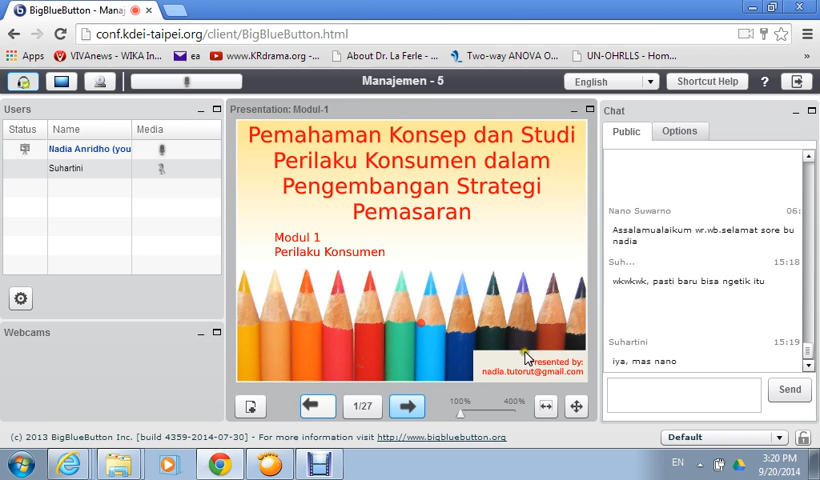 BigBlueButton - Mana
conf.kdei-taipei.org/client/BigBlueButton.html
Apps
VIVAnews - WIKA In...
ea
www.KRdrama.org -...
About Dr. La Ferle - ...
Two-way ANOVA O...
UN-OHRLLS - Hom...
Manajemen - 5
English
Shortcut Help
?
Users
Status Name Media
Nadia Anridho (you
Suhartini
Webcams
Presentation: Modul-1
Pemahaman Konsep dan Studi
Perilaku Konsumen dalam
Pengembangan Strategi
Pemasaran
Modul 1
Perilaku Konsumen
Presented by:
nadia.tutorut@gmail.com
1/27
100% 400%
Chat
Public Options
Nano Suwarno 06:
Assalamualaikum wr.wb.selamat sore bu
nadia
Suh... 15:18
wkwkwk, pasti baru bisa ngetik itu
Suhartini 15:19
iya, mas nano
Send
(c) 2013 BigBlueButton Inc. [build 4359-2014-07-30] - For more information visit http://www.bigbluebutton.org
Default
EN
3:20 PM
9/20/2014